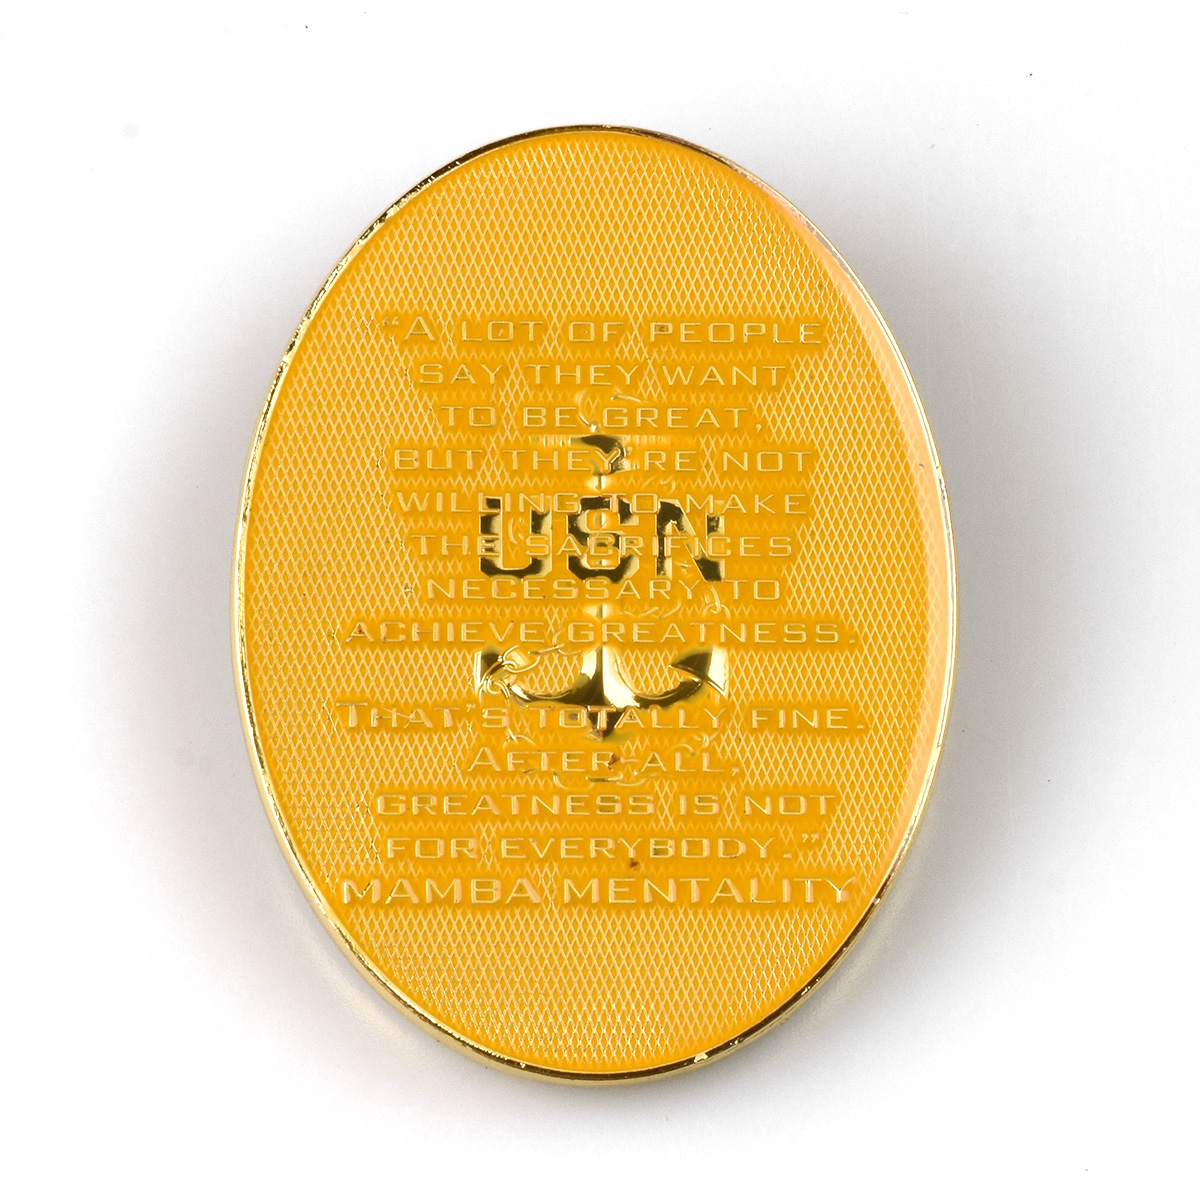 “A LOT OF PEOPLE
SAY THEY WANT
TO BE GREAT,
BUT THEY'RE NOT
WILLING TO MAKE
USN
THE SACRIFICES
NECESSARY TO
ACHIEVE GREATNESS.
THAT'S TOTALLY FINE.
AFTER ALL,
GREATNESS IS NOT
FOR EVERYBODY.”
MAMBA MENTALITY